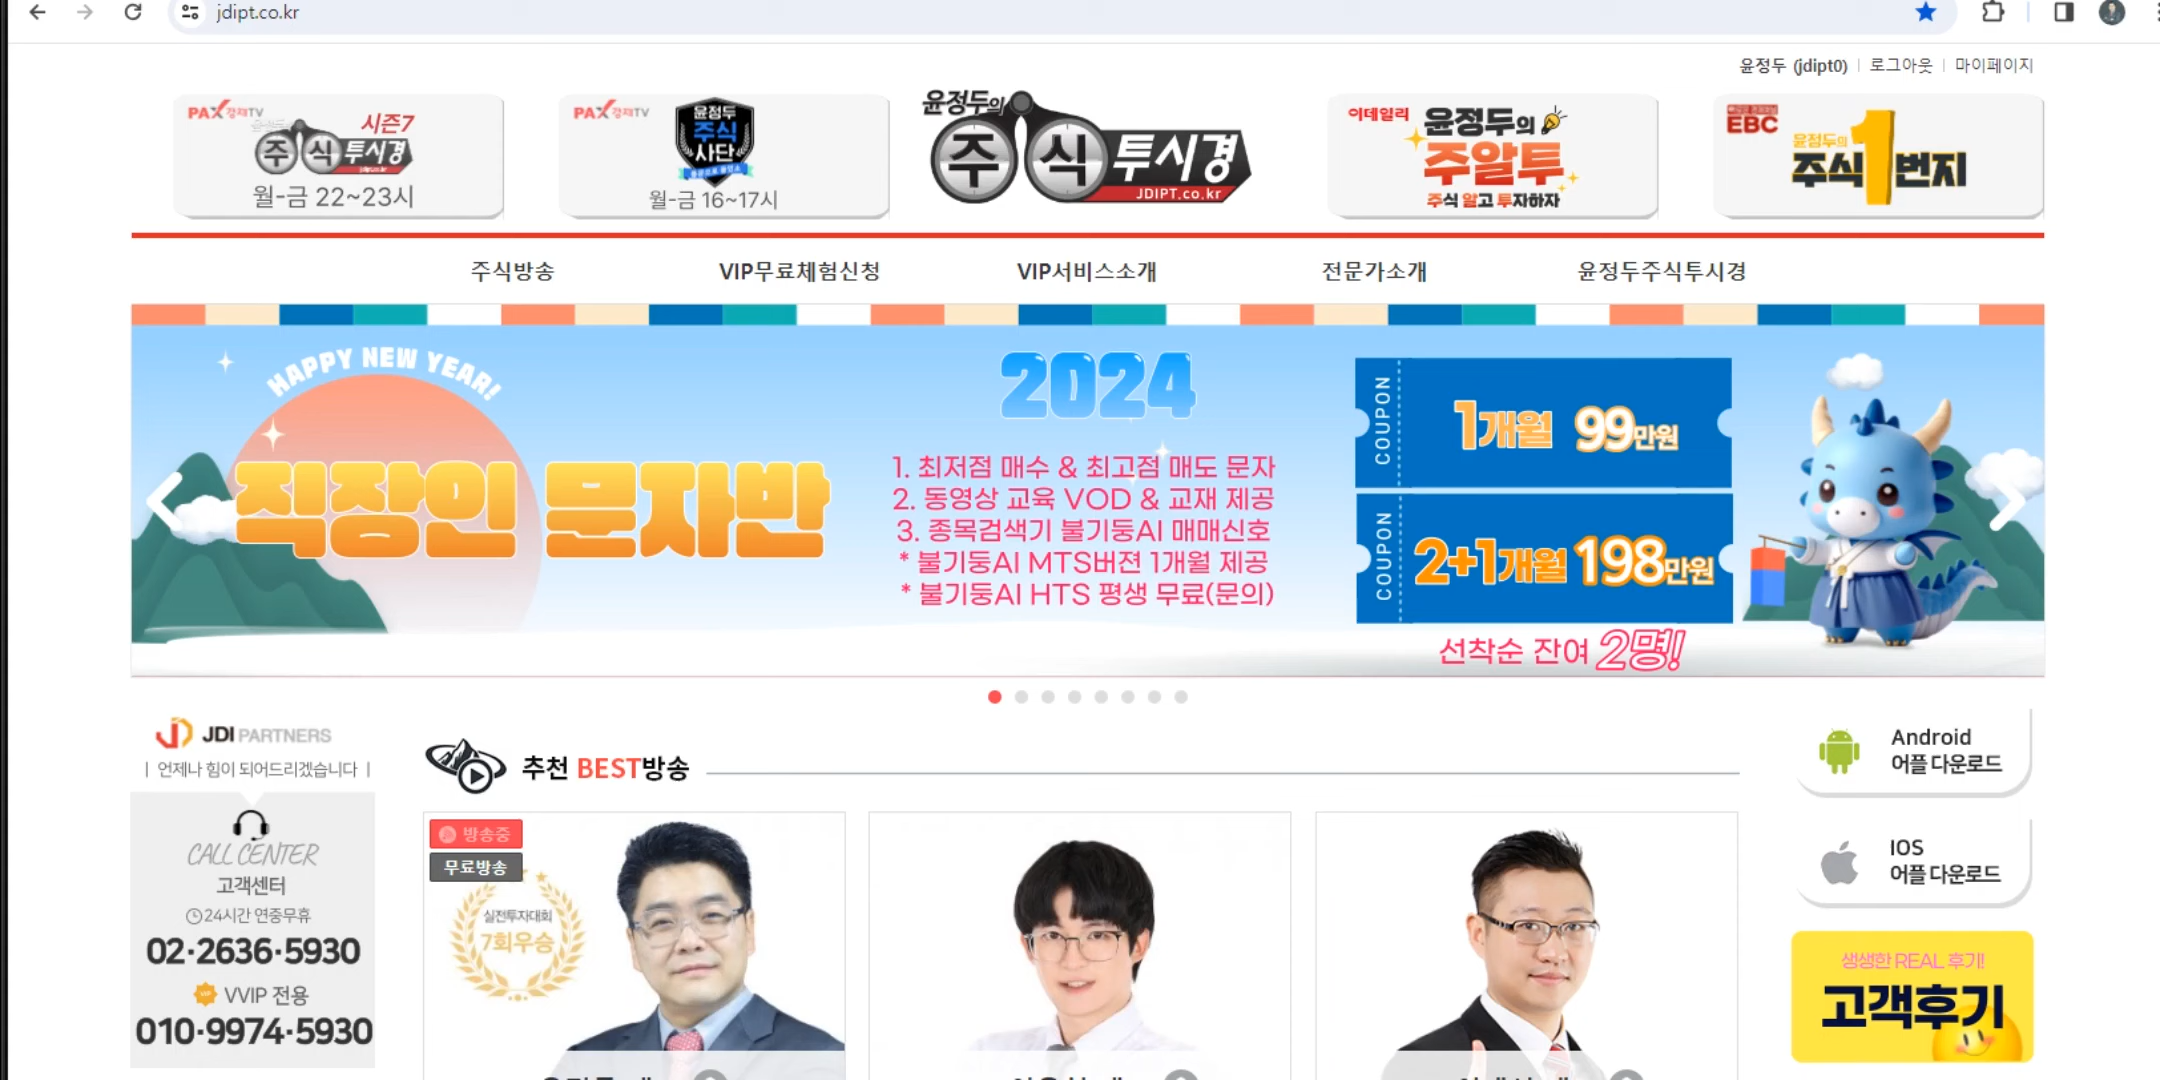 jdipt.co.kr
윤정두 (jdipt0) | 로그아웃 | 마이페이지
PAX경제TV
시즌7
주식투시경
월-금 22~23시
PAX경제TV
윤정두
주식
사단
월-금 16~17시
윤정두의
주식투시경
JDIPT.co.kr
이데일리
윤정두의
주알투
주식 알고 투자하자
EBC
윤정두의
주식1번지
주식방송
VIP무료체험신청
VIP서비스소개
전문가소개
윤정두주식투시경
HAPPY NEW YEAR!
직장인 문자반
2024
1. 최저점 매수 & 최고점 매도 문자
2. 동영상 교육 VOD & 교재 제공
3. 종목검색기 불기둥AI 매매신호
* 불기둥AI MTS버젼 1개월 제공
* 불기둥AI HTS 평생 무료(문의)
COUPON
1개월 99만원
COUPON
2+1개월 198만원
선착순 잔여 2명!
JDI PARTNERS
| 언제나 힘이 되어드리겠습니다 |
CALL CENTER
고객센터
24시간 연중무휴
02·2636·5930
VVIP 전용
010·9974·5930
추천 BEST방송
방송중
무료방송
실전투자대회
7회우승
Android
어플 다운로드
IOS
어플 다운로드
생생한 REAL 후기!
고객후기